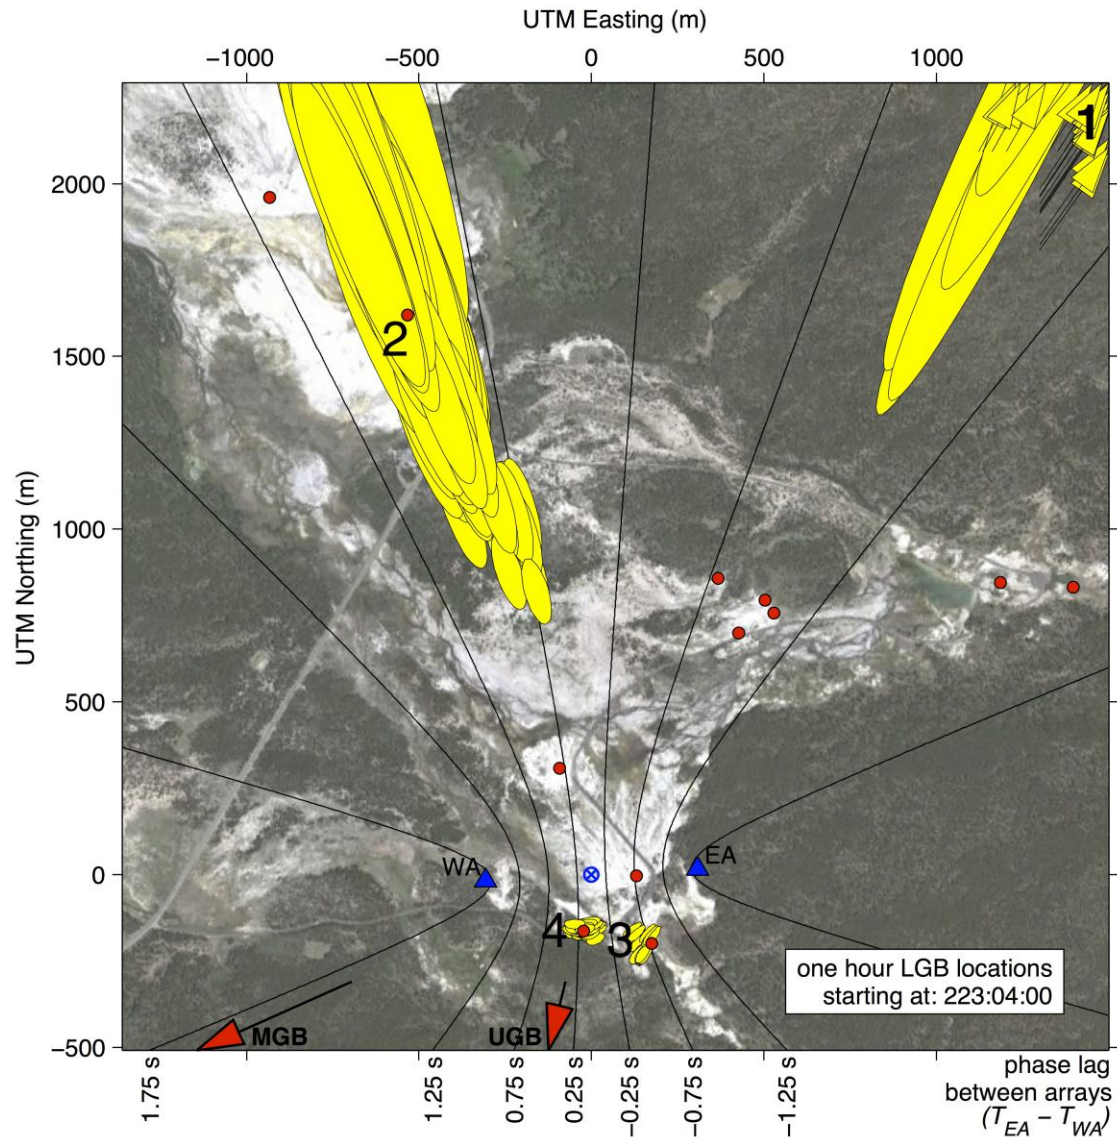 UTM Easting (m)
−1000 −500 0 500 1000
UTM Northing (m)
2000
1500
1000
500
0
−500
1
2
WA
EA
4
3
one hour LGB locations
starting at: 223:04:00
MGB
UGB
1.75 s
1.25 s
0.75 s
0.25 s
−0.25 s
−0.75 s
−1.25 s
phase lag
between arrays
(T_EA − T_WA)